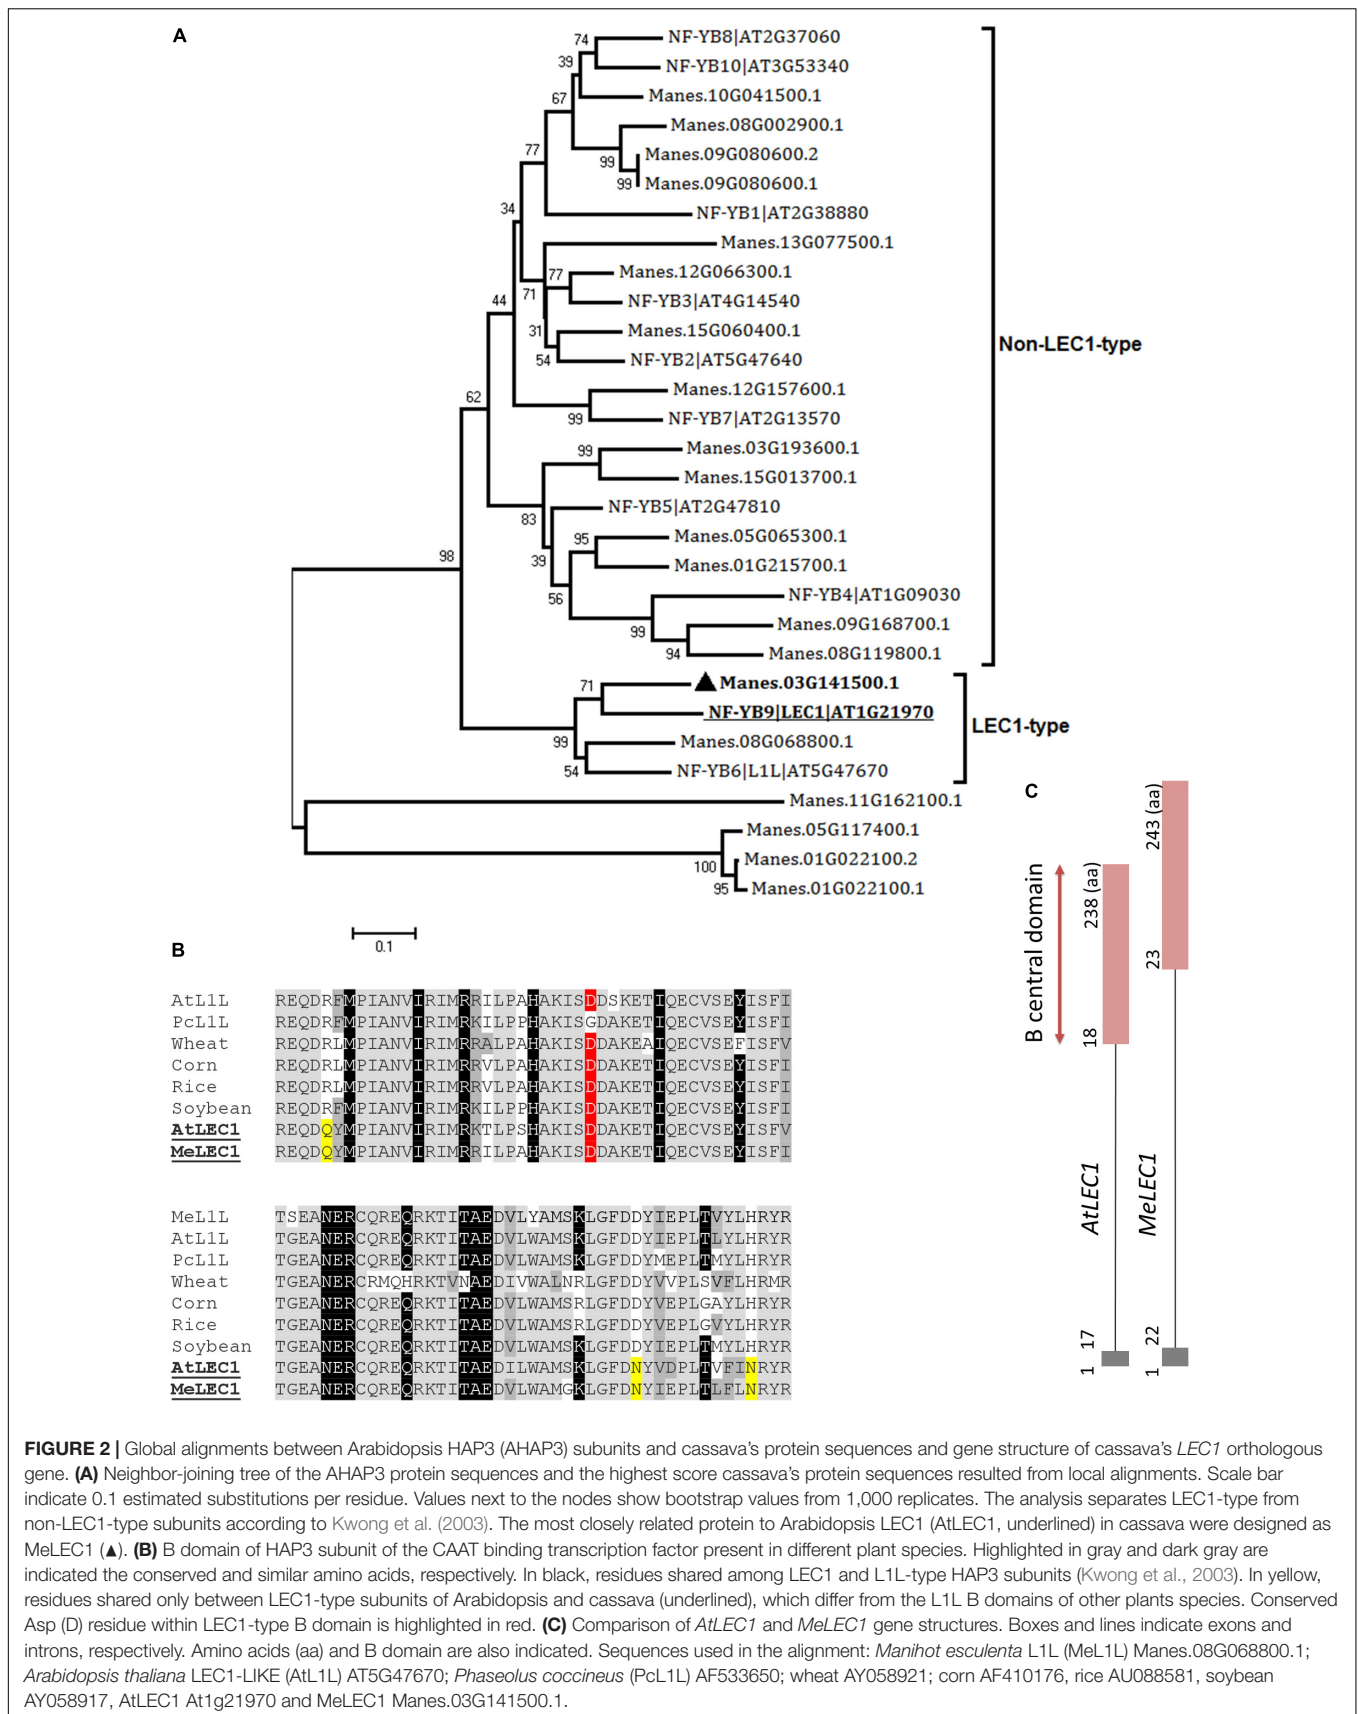 A
74
NF-YB8|AT2G37060
39
NF-YB10|AT3G53340
67
Manes.10G041500.1
Manes.08G002900.1
77
99
Manes.09G080600.2
99
Manes.09G080600.1
34
NF-YB1|AT2G38880
Manes.13G077500.1
77
Manes.12G066300.1
44
71
NF-YB3|AT4G14540
31
Manes.15G060400.1
54
NF-YB2|AT5G47640
Non-LEC1-type
62
Manes.12G157600.1
99
NF-YB7|AT2G13570
99
Manes.03G193600.1
Manes.15G013700.1
83
NF-YB5|AT2G47810
95
Manes.05G065300.1
98
39
Manes.01G215700.1
56
NF-YB4|AT1G09030
99
Manes.09G168700.1
94
Manes.08G119800.1
71
▲ Manes.03G141500.1
NF-YB9|LEC1|AT1G21970
LEC1-type
99
Manes.08G068800.1
54
NF-YB6|L1L|AT5G47670
Manes.11G162100.1
Manes.05G117400.1
100
Manes.01G022100.2
95
Manes.01G022100.1
0.1
B
AtL1L REQDRFMPIANVIRIMRRILPAHAKISDDSKETIQECVSEYISFI
PcL1L REQDRFMPIANVIRIMRKILPPHAKISGDAKETIQECVSEYISFI
Wheat REQDRLMPIANVIRIMRRALPAHAKISDDAKEAIQECVSEFISFV
Corn REQDRLMPIANVIRIMRRVLPAHAKISDDAKETIQECVSEYISFI
Rice REQDRLMPIANVIRIMRRVLPAHAKISDDAKETIQECVSEYISFI
Soybean REQDRFMPIANVIRIMRKILPPHAKISDDAKETIQECVSEYISFI
AtLEC1 REQDQYMPIANVIRIMRKTLPSHAKISDDAKETIQECVSEYISFV
MeLEC1 REQDQYMPIANVIRIMRRILPAHAKISDDAKETIQECVSEYISFI
MeL1L TSEANERCQREQRKTITAEDVLYAMSKLGFDDYIEPLTVYLHRYR
AtL1L TGEANERCQREQRKTITAEDVLWAMSKLGFDDYIEPLTLYLHRYR
PcL1L TGEANERCQREQRKTITAEDVLWAMSKLGFDDYMEPLTMYLHRYR
Wheat TGEANERCRMQHRKTVNAEDIVWALNRLGFDDYVVPLSVFLHRMR
Corn TGEANERCQREQRKTITAEDVLWAMSRLGFDDYVEPLGAYLHRYR
Rice TGEANERCQREQRKTITAEDVLWAMSRLGFDDYVEPLGVYLHRYR
Soybean TGEANERCQREQRKTITAEDVLWAMSKLGFDDYIEPLTMYLHRYR
AtLEC1 TGEANERCQREQRKTITAEDILWAMSKLGFDNYVDPLTVFINRYR
MeLEC1 TGEANERCQREQRKTITAEDVLWAMGKLGFDNYIEPLTLFLNRYR
C
B central domain
238 (aa)
18
AtLEC1
17
1
243 (aa)
23
MeLEC1
22
1
FIGURE 2 | Global alignments between Arabidopsis HAP3 (AHAP3) subunits and cassava's protein sequences and gene structure of cassava's LEC1 orthologous
gene. (A) Neighbor-joining tree of the AHAP3 protein sequences and the highest score cassava's protein sequences resulted from local alignments. Scale bar
indicate 0.1 estimated substitutions per residue. Values next to the nodes show bootstrap values from 1,000 replicates. The analysis separates LEC1-type from
non-LEC1-type subunits according to Kwong et al. (2003). The most closely related protein to Arabidopsis LEC1 (AtLEC1, underlined) in cassava were designed as
MeLEC1 (▲). (B) B domain of HAP3 subunit of the CAAT binding transcription factor present in different plant species. Highlighted in gray and dark gray are
indicated the conserved and similar amino acids, respectively. In black, residues shared among LEC1 and L1L-type HAP3 subunits (Kwong et al., 2003). In yellow,
residues shared only between LEC1-type subunits of Arabidopsis and cassava (underlined), which differ from the L1L B domains of other plants species. Conserved
Asp (D) residue within LEC1-type B domain is highlighted in red. (C) Comparison of AtLEC1 and MeLEC1 gene structures. Boxes and lines indicate exons and
introns, respectively. Amino acids (aa) and B domain are also indicated. Sequences used in the alignment: Manihot esculenta L1L (MeL1L) Manes.08G068800.1;
Arabidopsis thaliana LEC1-LIKE (AtL1L) AT5G47670; Phaseolus coccineus (PcL1L) AF533650; wheat AY058921; corn AF410176, rice AU088581, soybean
AY058917, AtLEC1 At1g21970 and MeLEC1 Manes.03G141500.1.